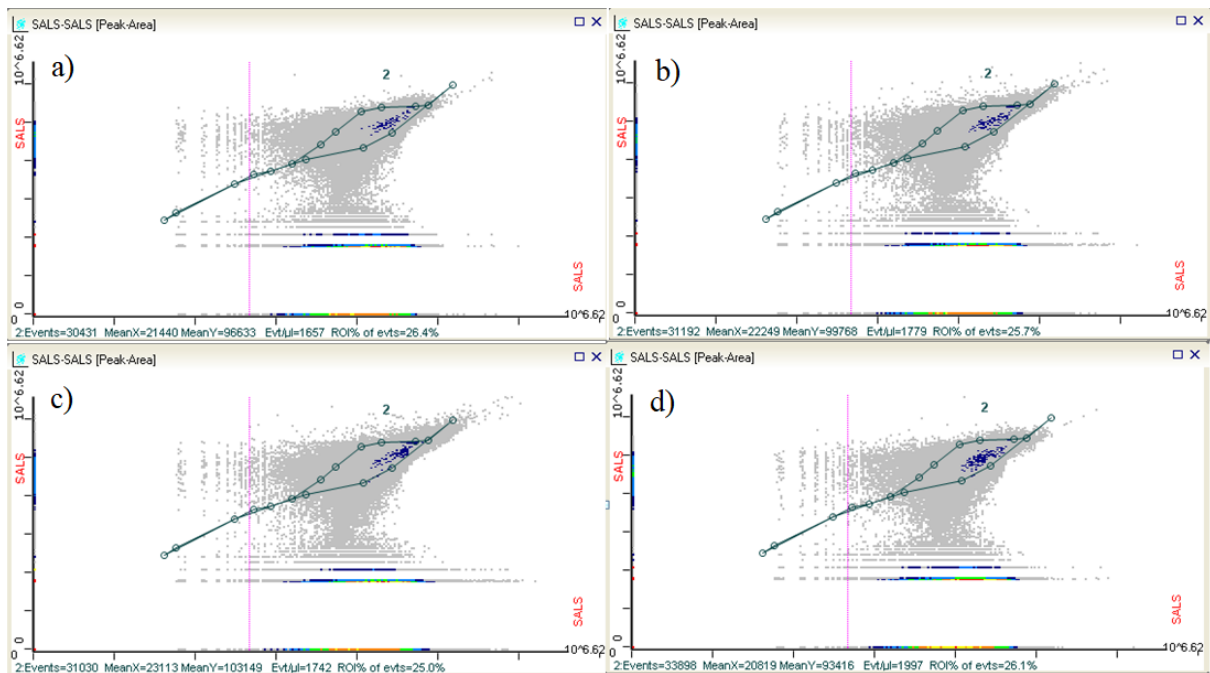 SALS-SALS [Peak-Area]
10^6.62
a)
2
SALS
SALS
0
0
10^6.62
2:Events=30431 MeanX=21440 MeanY=96633 Evt/µl=1657 ROI% of evts=26.4%
SALS-SALS [Peak-Area]
10^6.62
b)
2
SALS
SALS
0
0
10^6.62
2:Events=31192 MeanX=22249 MeanY=99768 Evt/µl=1779 ROI% of evts=25.7%
SALS-SALS [Peak-Area]
10^6.62
c)
2
SALS
SALS
0
0
10^6.62
2:Events=31030 MeanX=23113 MeanY=103149 Evt/µl=1742 ROI% of evts=25.0%
SALS-SALS [Peak-Area]
10^6.62
d)
2
SALS
SALS
0
0
10^6.62
2:Events=33898 MeanX=20819 MeanY=93416 Evt/µl=1997 ROI% of evts=26.1%